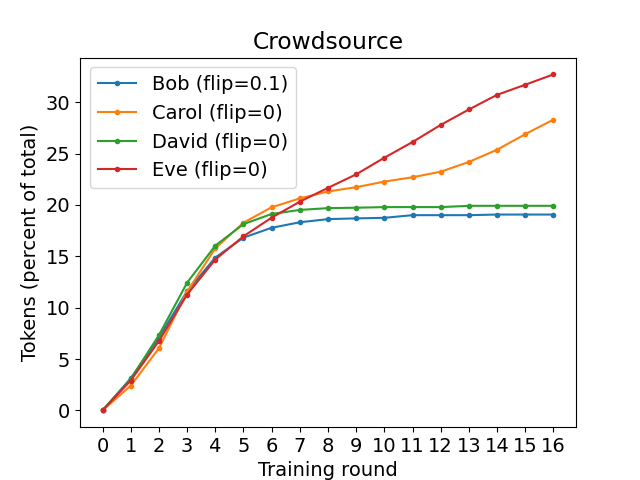 Crowdsource
Bob (flip=0.1)
Carol (flip=0)
David (flip=0)
Eve (flip=0)
Tokens (percent of total)
30
25
20
15
10
5
0
0 1 2 3 4 5 6 7 8 9 10 11 12 13 14 15 16
Training round